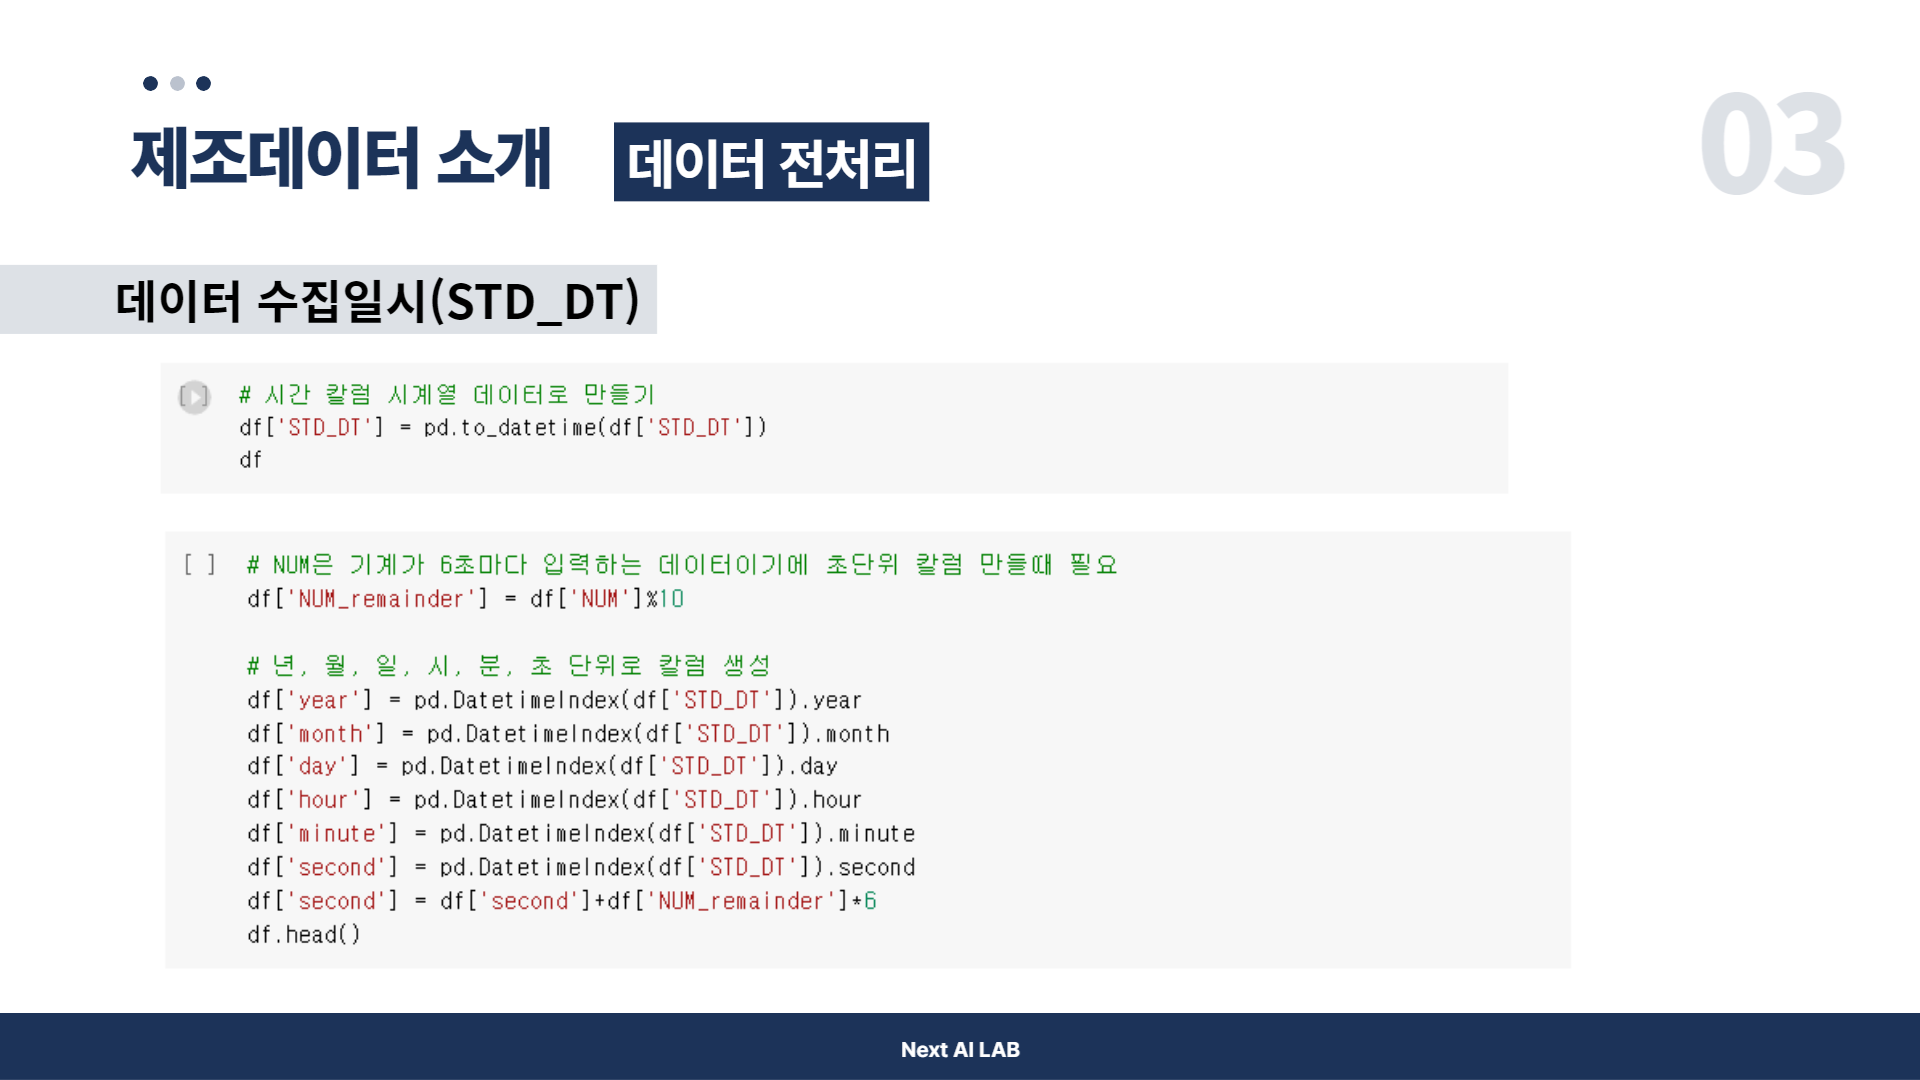 제조데이터 소개
데이터 전처리
03
데이터 수집일시(STD_DT)
[ ] # 시간 칼럼 시계열 데이터로 만들기
df['STD_DT'] = pd.to_datetime(df['STD_DT'])
df
[ ] # NUM은 기계가 6초마다 입력하는 데이터이기에 초단위 칼럼 만들때 필요
df['NUM_remainder'] = df['NUM']%10
# 년, 월, 일, 시, 분, 초 단위로 칼럼 생성
df['year'] = pd.DatetimeIndex(df['STD_DT']).year
df['month'] = pd.DatetimeIndex(df['STD_DT']).month
df['day'] = pd.DatetimeIndex(df['STD_DT']).day
df['hour'] = pd.DatetimeIndex(df['STD_DT']).hour
df['minute'] = pd.DatetimeIndex(df['STD_DT']).minute
df['second'] = pd.DatetimeIndex(df['STD_DT']).second
df['second'] = df['second']+df['NUM_remainder']*6
df.head()
Next AI LAB